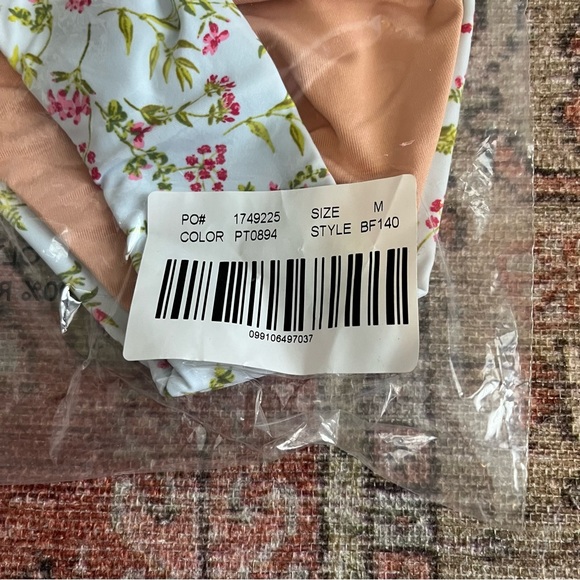 PO# 1749225 SIZE M
COLOR PT0894 STYLE BF140
099106497037